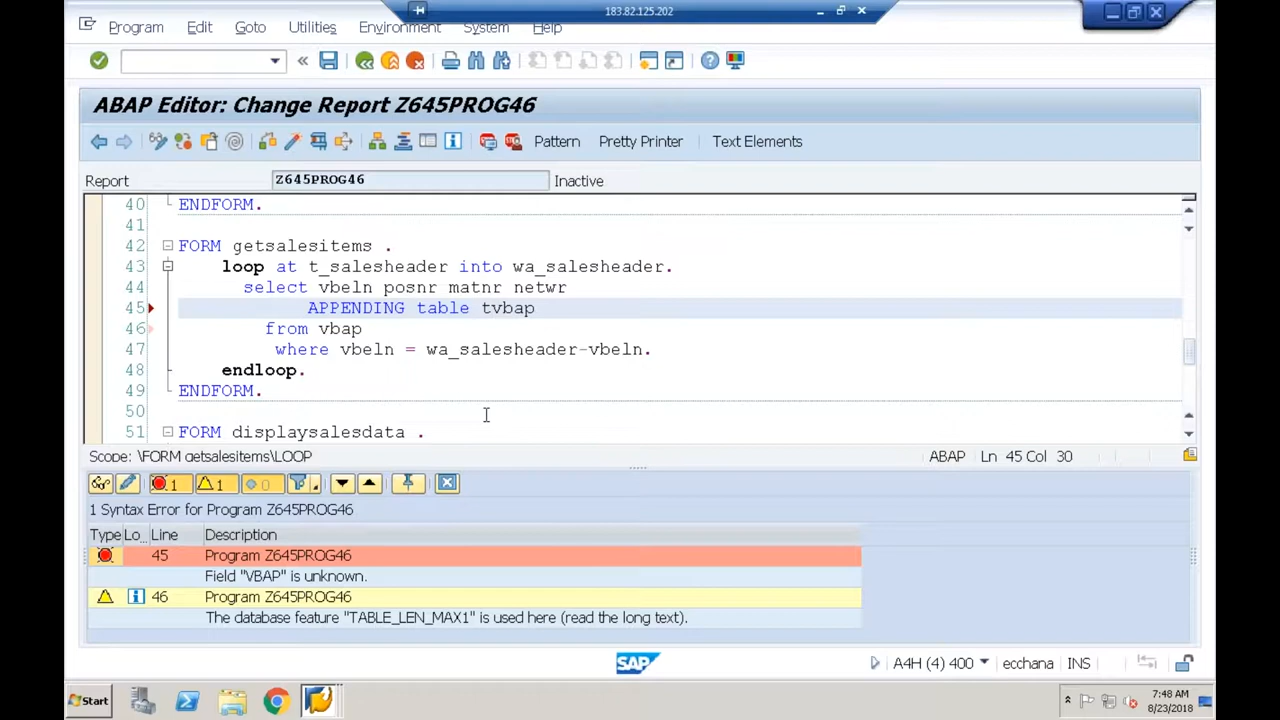 183.82.125.202
Program Edit Goto Utilities Environment System Help
ABAP Editor: Change Report Z645PROG46
Pattern Pretty Printer Text Elements
Report Z645PROG46 Inactive
40 ENDFORM.
41
42 FORM getsalesitems .
43 loop at t_salesheader into wa_salesheader.
44 select vbeln posnr matnr netwr
45 APPENDING table tvbap
46 from vbap
47 where vbeln = wa_salesheader-vbeln.
48 endloop.
49 ENDFORM.
50
51 FORM displaysalesdata .
Scope: \FORM getsalesitems\LOOP ABAP Ln 45 Col 30
1 1 0
1 Syntax Error for Program Z645PROG46
Type Lo... Line Description
45 Program Z645PROG46
Field "VBAP" is unknown.
46 Program Z645PROG46
The database feature "TABLE_LEN_MAX1" is used here (read the long text).
SAP A4H (4) 400 ecchana INS
Start 7:48 AM
8/23/2018